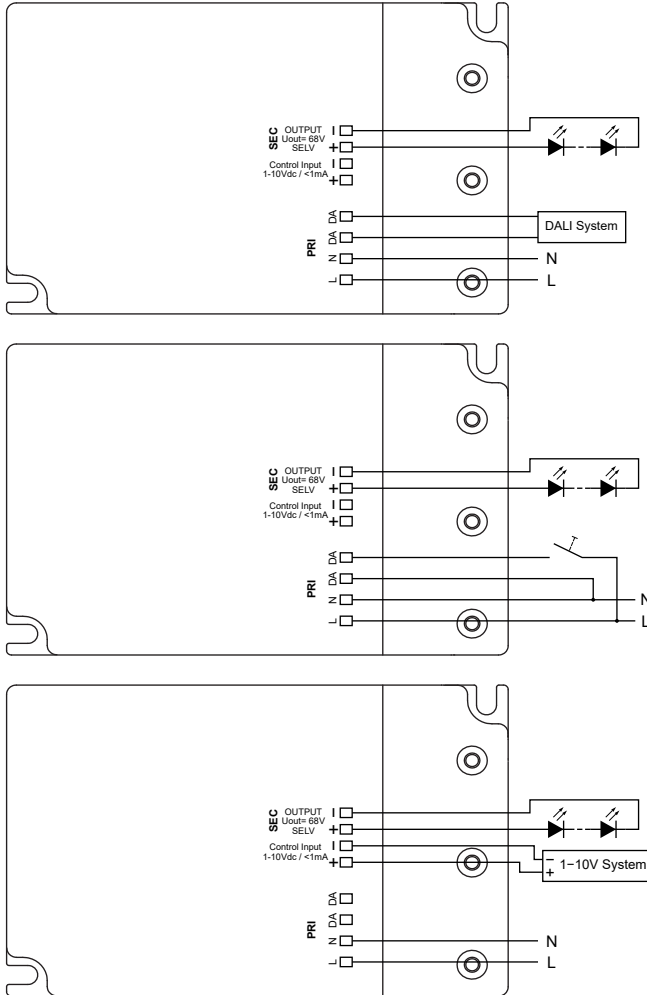 SEC
OUTPUT
Uout= 68V
SELV
Control Input
1-10Vdc / <1mA
I
+
I
+
PRI
DA
DA
N
L
DALI System
N
L
SEC
OUTPUT
Uout= 68V
SELV
Control Input
1-10Vdc / <1mA
I
+
I
+
PRI
DA
DA
N
L
N
L
SEC
OUTPUT
Uout= 68V
SELV
Control Input
1-10Vdc / <1mA
I
+
I
+
− 1−10V System
+
PRI
DA
DA
N
L
N
L